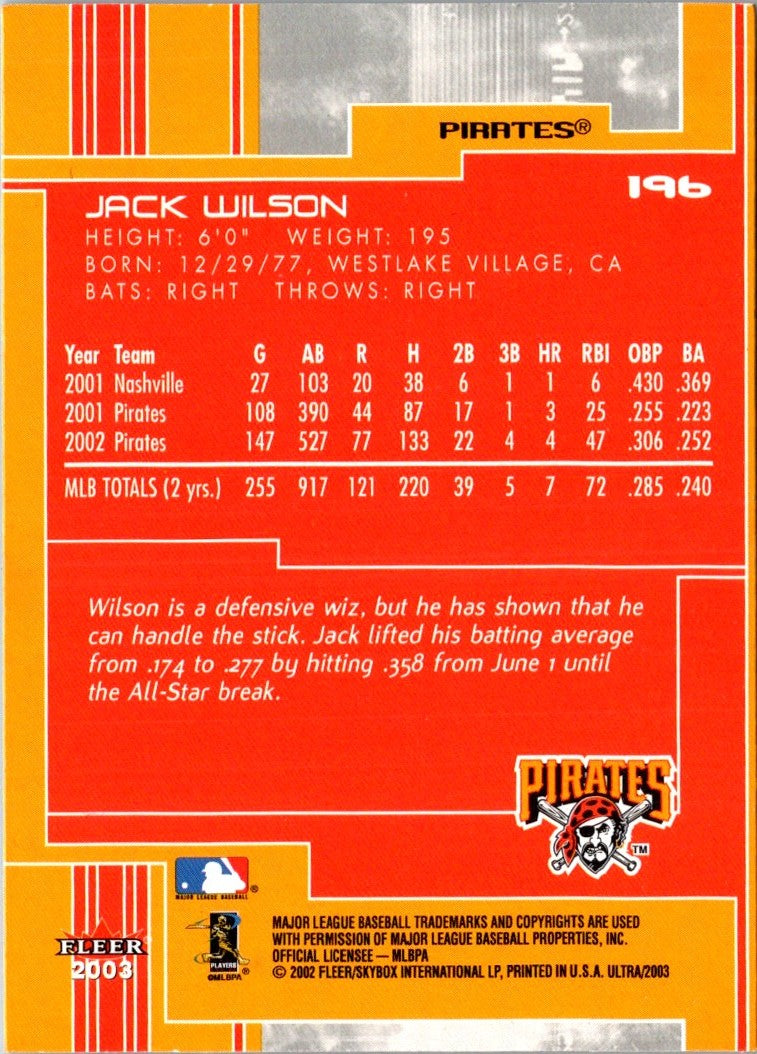 PIRATES®
196
JACK WILSON
HEIGHT: 6'0" WEIGHT: 195
BORN: 12/29/77, WESTLAKE VILLAGE, CA
BATS: RIGHT THROWS: RIGHT
Year Team G AB R H 2B 3B HR RBI OBP BA
2001 Nashville 27 103 20 38 6 1 1 6 .430 .369
2001 Pirates 108 390 44 87 17 1 3 25 .255 .223
2002 Pirates 147 527 77 133 22 4 4 47 .306 .252
MLB TOTALS (2 yrs.) 255 917 121 220 39 5 7 72 .285 .240
Wilson is a defensive wiz, but he has shown that he
can handle the stick. Jack lifted his batting average
from .174 to .277 by hitting .358 from June 1 until
the All-Star break.
PIRATES
TM
®
MAJOR LEAGUE BASEBALL
FLEER
2003
PLAYERS
®
©MLBPA
MAJOR LEAGUE BASEBALL TRADEMARKS AND COPYRIGHTS ARE USED
WITH PERMISSION OF MAJOR LEAGUE BASEBALL PROPERTIES, INC.
OFFICIAL LICENSEE — MLBPA
© 2002 FLEER/SKYBOX INTERNATIONAL LP, PRINTED IN U.S.A. ULTRA/2003